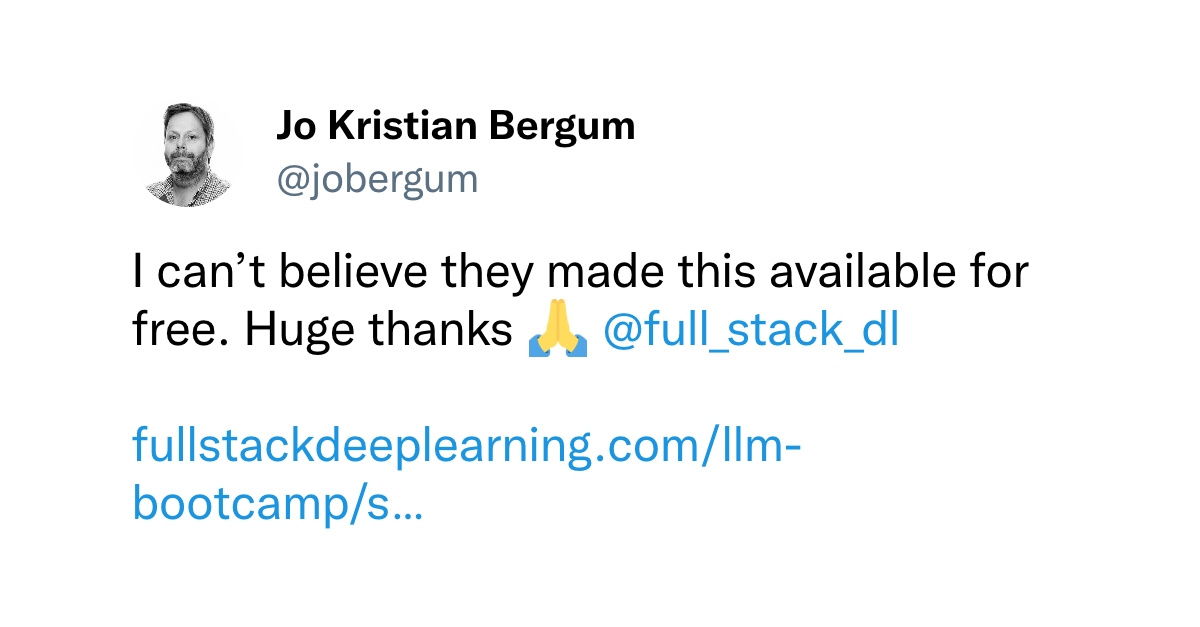 Jo Kristian Bergum
@jobergum
I can’t believe they made this available for
free. Huge thanks 🙏 @full_stack_dl
fullstackdeeplearning.com/llm-
bootcamp/s…